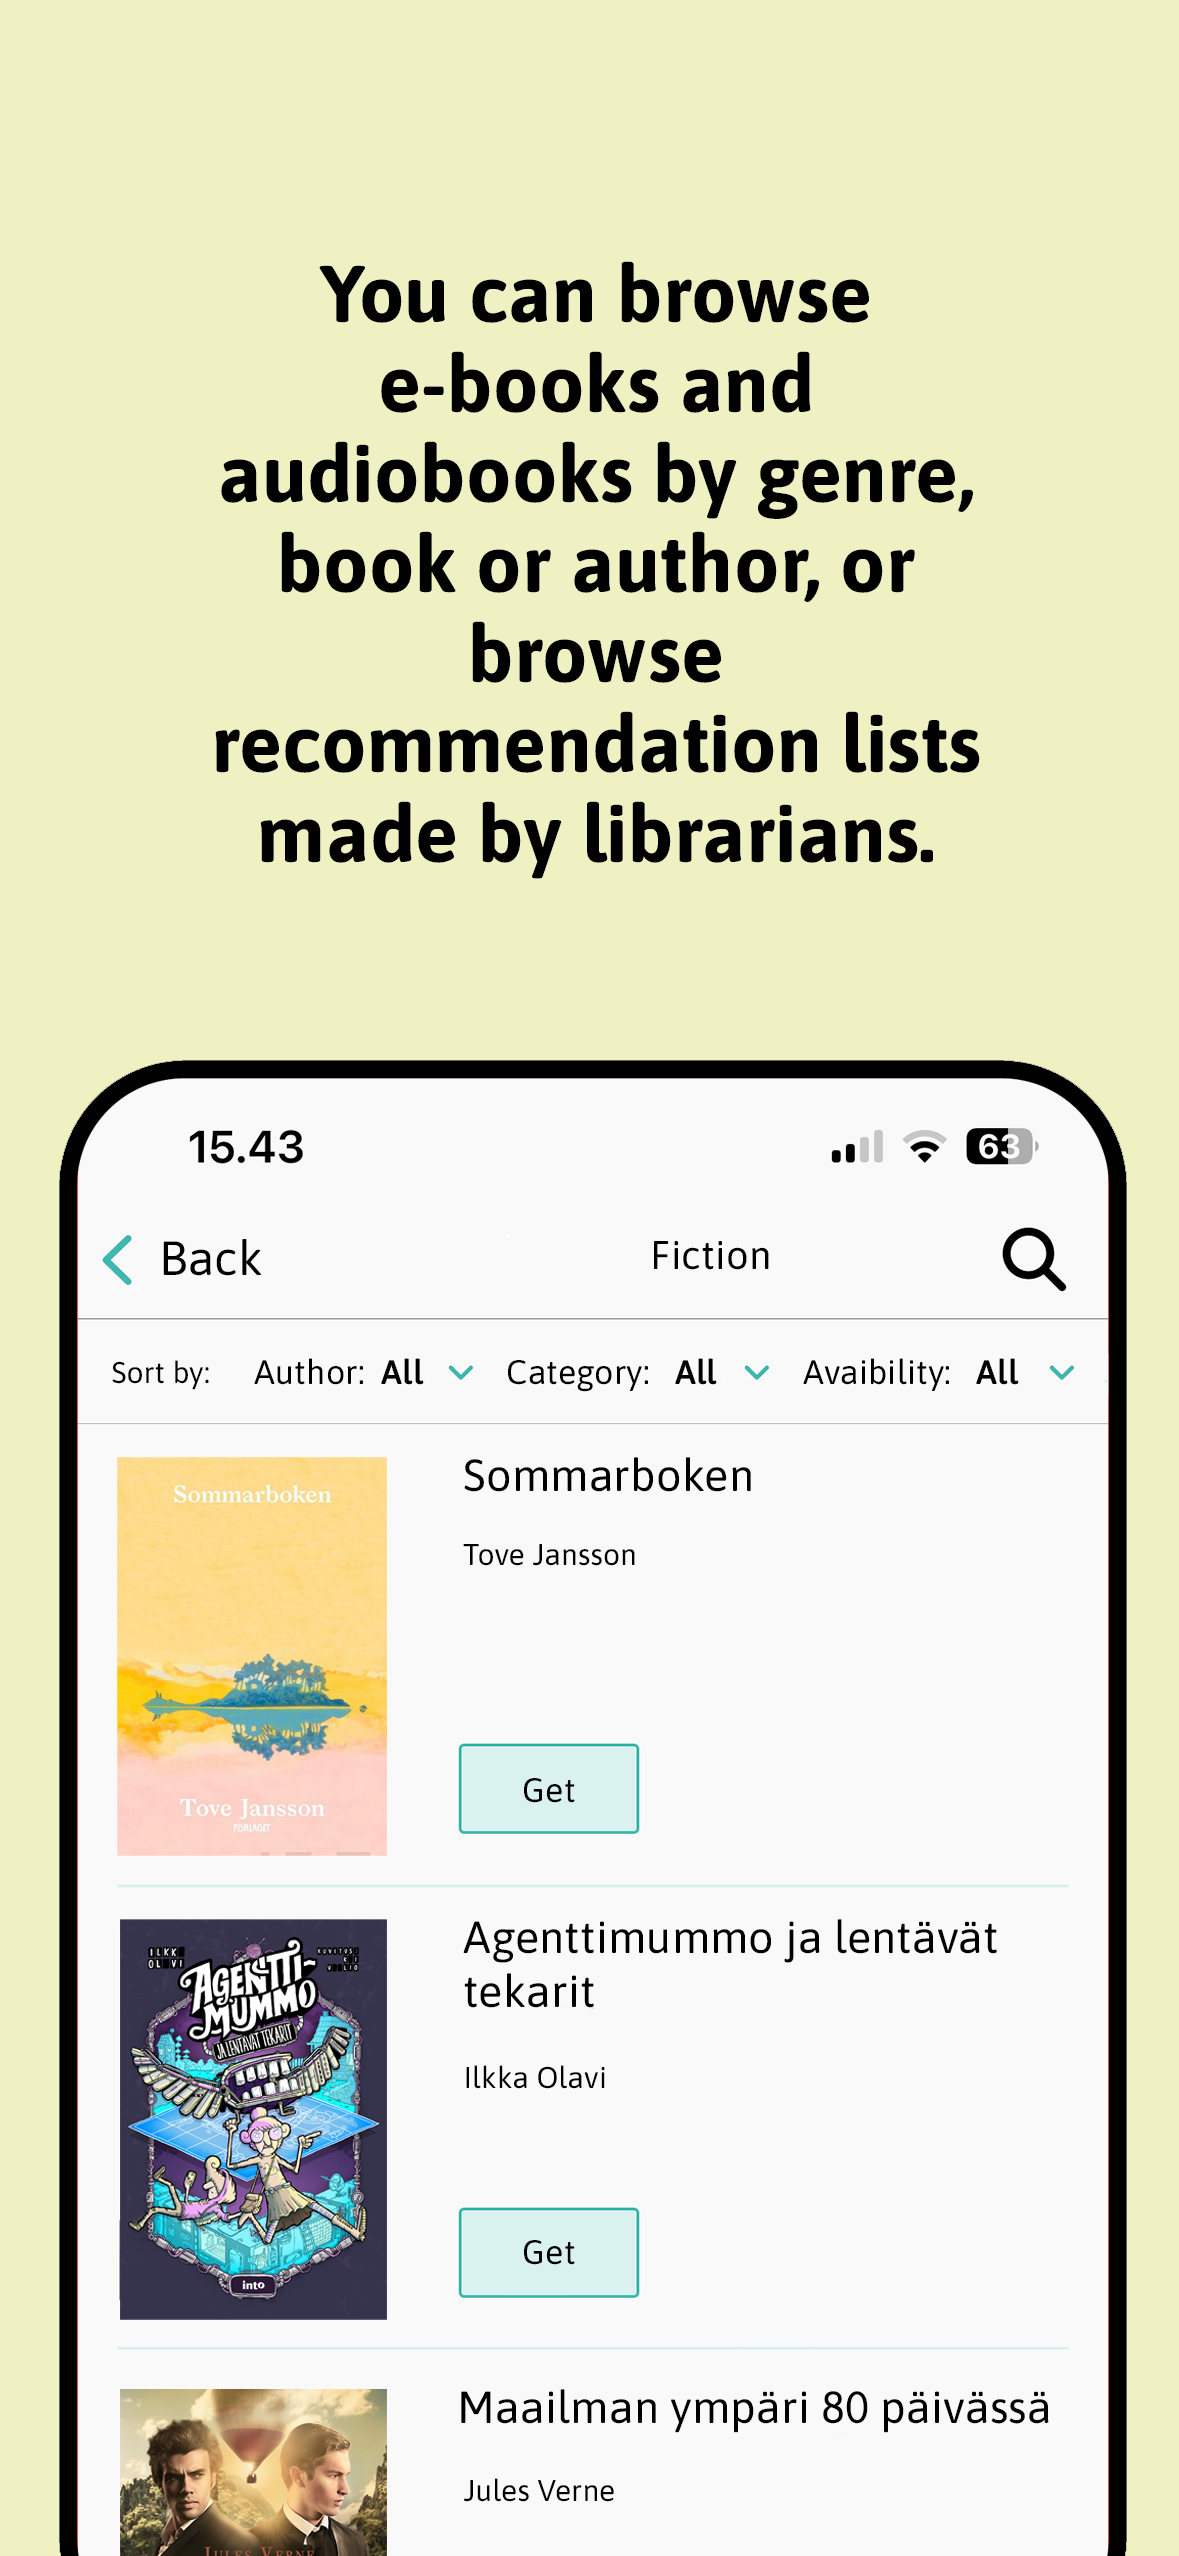 You can browse
e-books and
audiobooks by genre,
book or author, or
browse
recommendation lists
made by librarians.
15.43
63
Back
Fiction
Sort by: Author: All Category: All Avaibility: All
Sommarboken
Tove Jansson
FÖRLAGET
Sommarboken
Tove Jansson
Get
ILKKA
OLAVI
KUVITUS:
AGENTTI-
MUMMO
JA LENTÄVÄT TEKARIT
into
Agenttimummo ja lentävät
tekarit
Ilkka Olavi
Get
JULES VERNE
Maailman ympäri 80 päivässä
Jules Verne